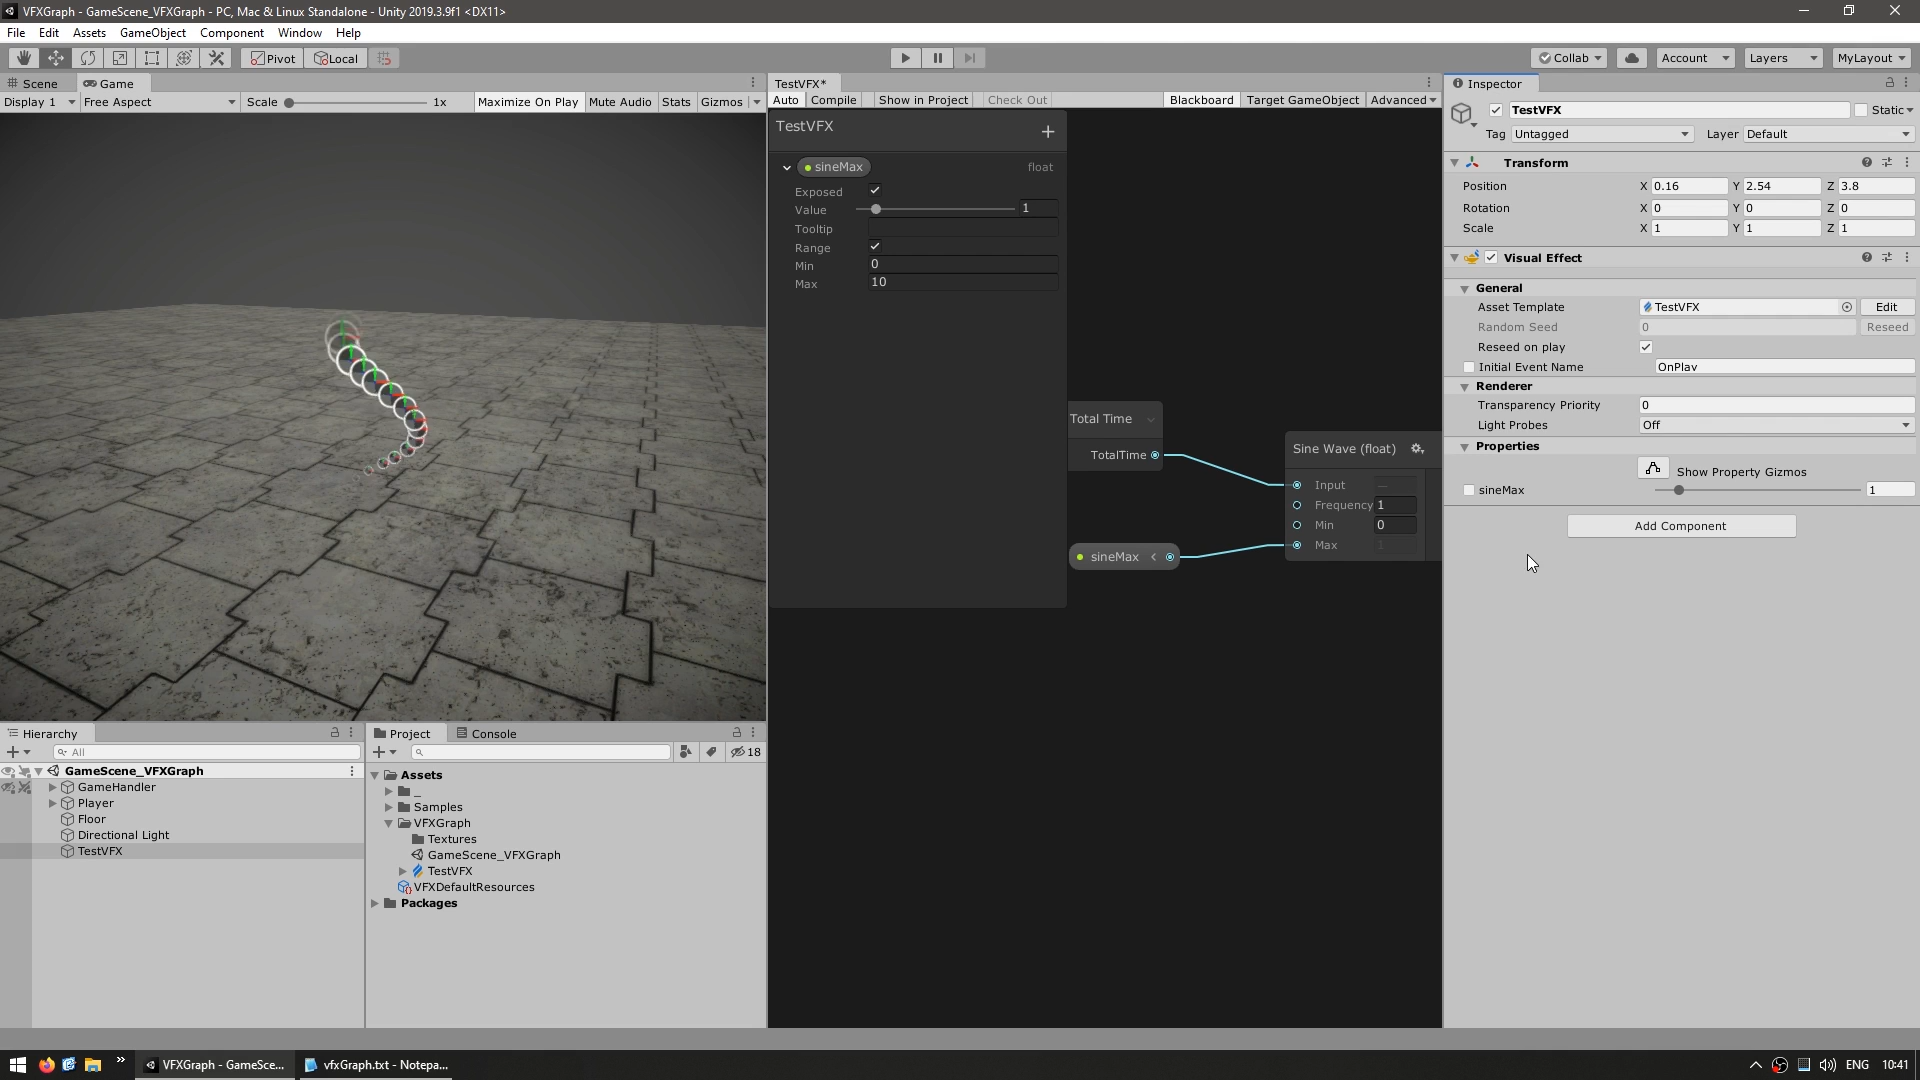 VFXGraph - GameScene_VFXGraph - PC, Mac & Linux Standalone - Unity 2019.3.9f1 <DX11>
File Edit Assets GameObject Component Window Help
Pivot Local Collab Account Layers MyLayout
Scene Game
Display 1 Free Aspect Scale 1x Maximize On Play Mute Audio Stats Gizmos
TestVFX*
Auto Compile Show in Project Check Out Blackboard Target GameObject Advanced
TestVFX
sineMax float
Exposed
Value 1
Tooltip
Range
Min 0
Max 10
Total Time
TotalTime
sineMax
Sine Wave (float)
Input
Frequency 1
Min 0
Max 1
Inspector
TestVFX Static
Tag Untagged Layer Default
Transform
Position X 0.16 Y 2.54 Z 3.8
Rotation X 0 Y 0 Z 0
Scale X 1 Y 1 Z 1
Visual Effect
General
Asset Template TestVFX Edit
Random Seed 0 Reseed
Reseed on play
Initial Event Name OnPlay
Renderer
Transparency Priority 0
Light Probes Off
Properties
Show Property Gizmos
sineMax 1
Add Component
Hierarchy
All
GameScene_VFXGraph
GameHandler
Player
Floor
Directional Light
TestVFX
Project Console
18
Assets
_
Samples
VFXGraph
Textures
GameScene_VFXGraph
TestVFX
VFXDefaultResources
Packages
VFXGraph - GameSce... vfxGraph.txt - Notepa... ENG 10:41